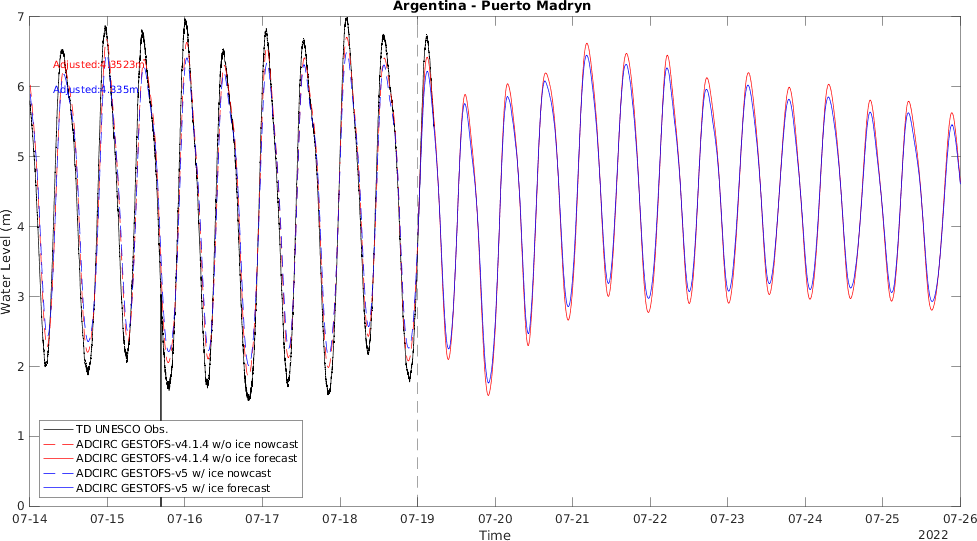 Argentina - Puerto Madryn
7
6
5
4
3
2
1
0
Water Level (m)
Adjusted:4.3523m
Adjusted:4.335m
TD UNESCO Obs.
ADCIRC GESTOFS-v4.1.4 w/o ice nowcast
ADCIRC GESTOFS-v4.1.4 w/o ice forecast
ADCIRC GESTOFS-v5 w/ ice nowcast
ADCIRC GESTOFS-v5 w/ ice forecast
07-14 07-15 07-16 07-17 07-18 07-19 07-20 07-21 07-22 07-23 07-24 07-25 07-26
Time
2022